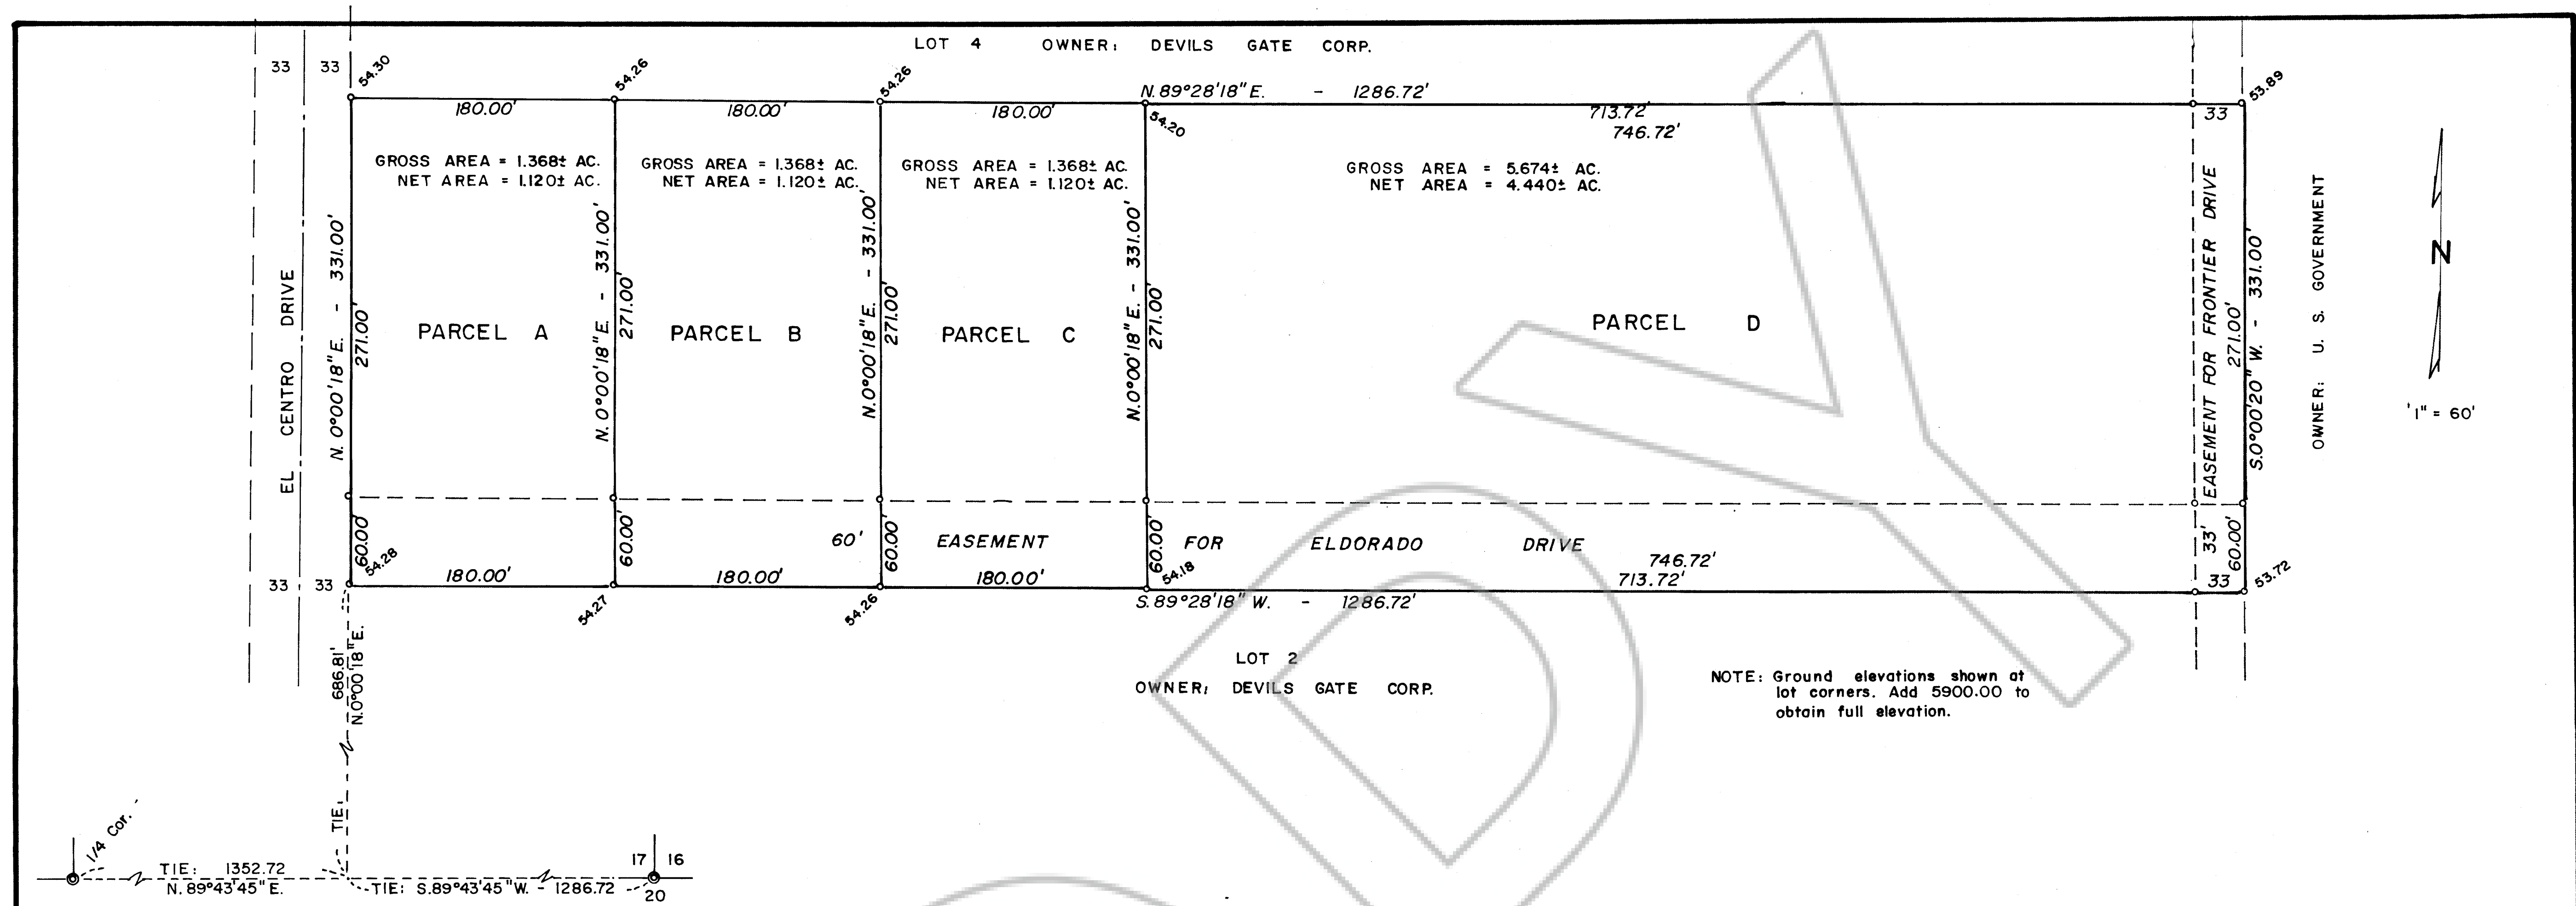 LOT 4 OWNER: DEVILS GATE CORP.
33 33
54.30
54.26
54.26
N. 89°28'18" E. - 1286.72'
53.89
180.00'
180.00'
180.00'
54.20
713.72'
746.72'
33
GROSS AREA = 1.368± AC.
NET AREA = 1.120± AC.
GROSS AREA = 1.368± AC.
NET AREA = 1.120± AC.
GROSS AREA = 1.368± AC.
NET AREA = 1.120± AC.
GROSS AREA = 5.674± AC.
NET AREA = 4.440± AC.
EL CENTRO DRIVE
N. 0°00'18" E. - 331.00'
271.00'
PARCEL A
N. 0°00'18" E. - 331.00'
271.00'
PARCEL B
N. 0°00'18" E. - 331.00'
271.00'
PARCEL C
N. 0°00'18" E. - 331.00'
271.00'
PARCEL D
EASEMENT FOR FRONTIER DRIVE
271.00'
S. 0°00'20" W. - 331.00'
OWNER: U. S. GOVERNMENT
N
'1" = 60'
60.00'
60.00'
60' EASEMENT FOR ELDORADO DRIVE
60.00'
60.00'
33'
60.00'
33 33
54.28
180.00'
180.00'
180.00'
54.18
746.72'
713.72'
33
53.72
54.27
54.26
S. 89°28'18" W. - 1286.72'
LOT 2
OWNER: DEVILS GATE CORP.
NOTE: Ground elevations shown at
lot corners. Add 5900.00 to
obtain full elevation.
TIE: 686.81'
N. 0°00'18" E.
1/4 Cor.
TIE: 1352.72
N. 89°43'45" E.
TIE: S. 89°43'45" W. - 1286.72
17 16
20